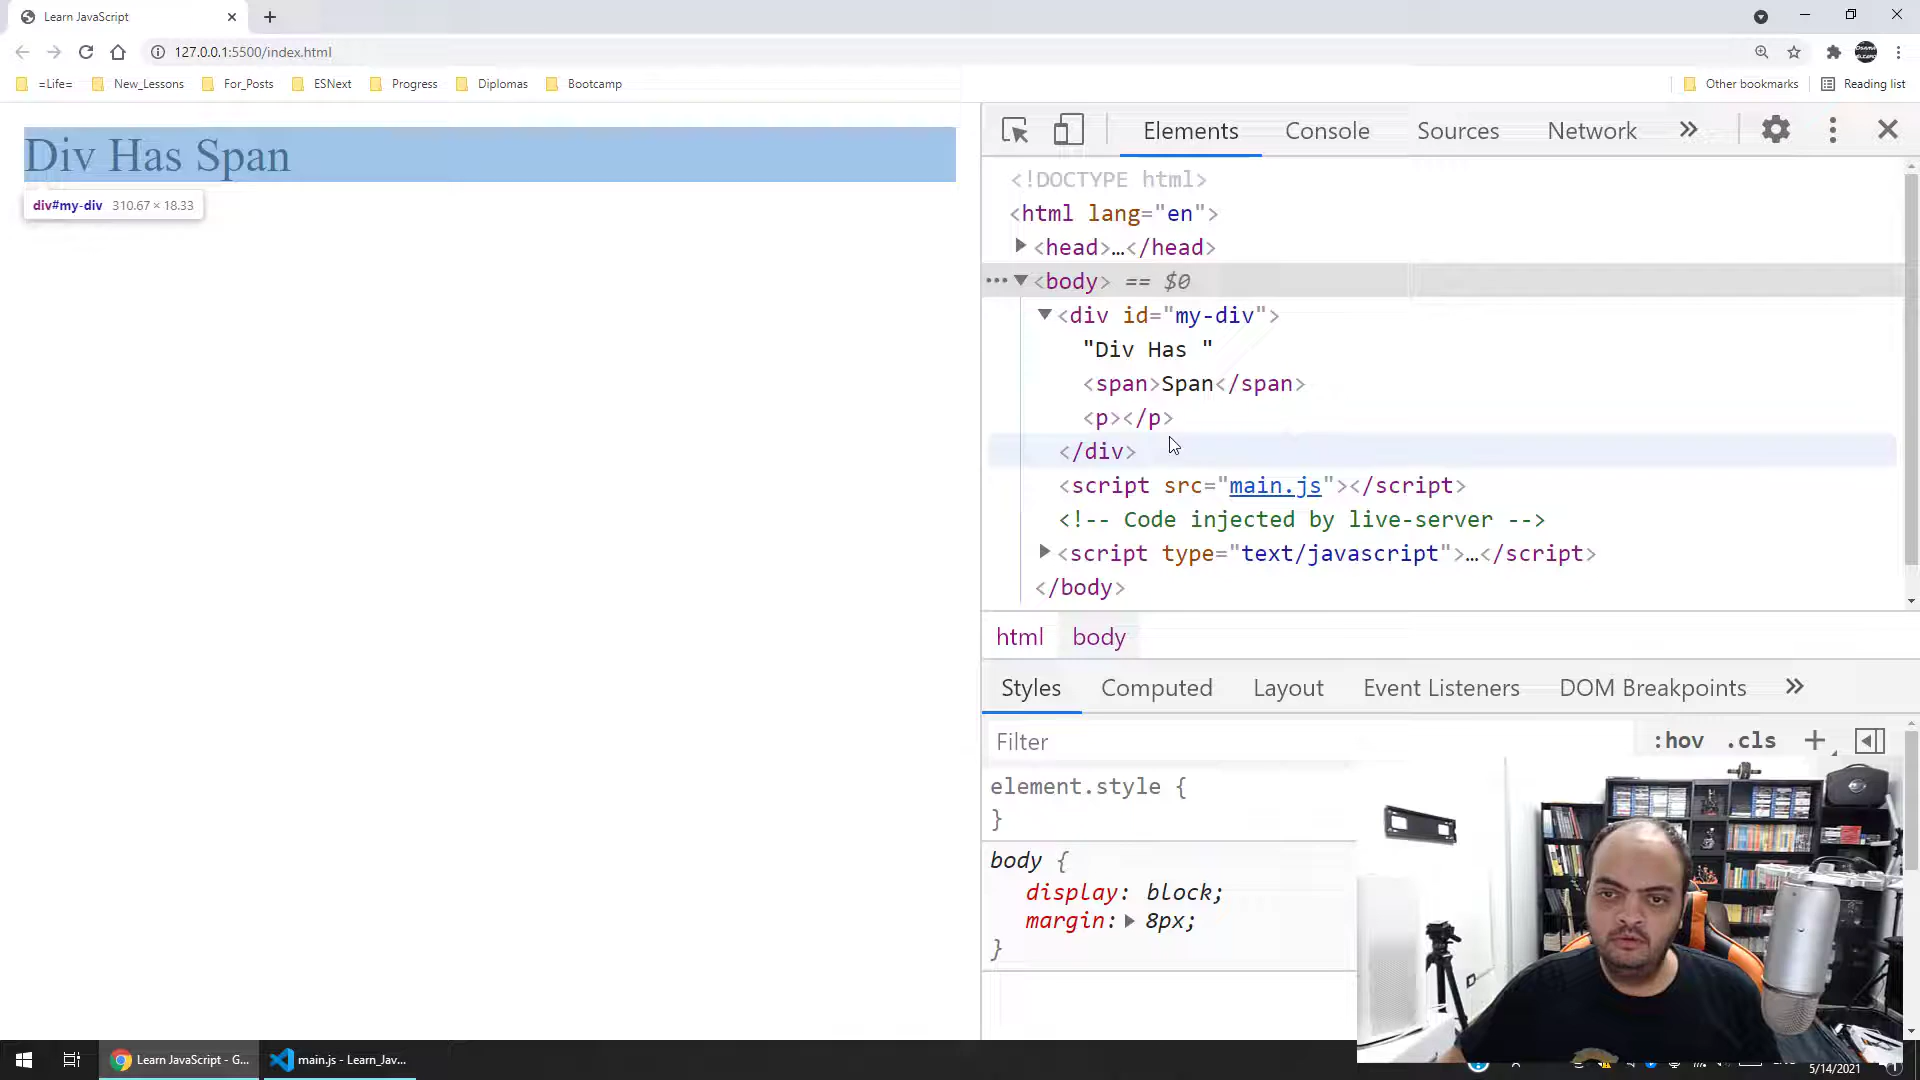 Learn JavaScript
127.0.0.1:5500/index.html
=Life=
New_Lessons
For_Posts
ESNext
Progress
Diplomas
Bootcamp
Other bookmarks
Reading list
Div Has Span
div#my-div 310.67 × 18.33
Elements Console Sources Network
<!DOCTYPE html>
<html lang="en">
<head>…</head>
<body> == $0
<div id="my-div">
"Div Has "
<span>Span</span>
<p></p>
</div>
<script src="main.js"></script>
<!-- Code injected by live-server -->
<script type="text/javascript">…</script>
</body>
html body
Styles Computed Layout Event Listeners DOM Breakpoints
Filter
:hov .cls
element.style {
}
body {
display: block;
margin: 8px;
}
Learn JavaScript - G...
main.js - Learn_Jav...
5/14/2021